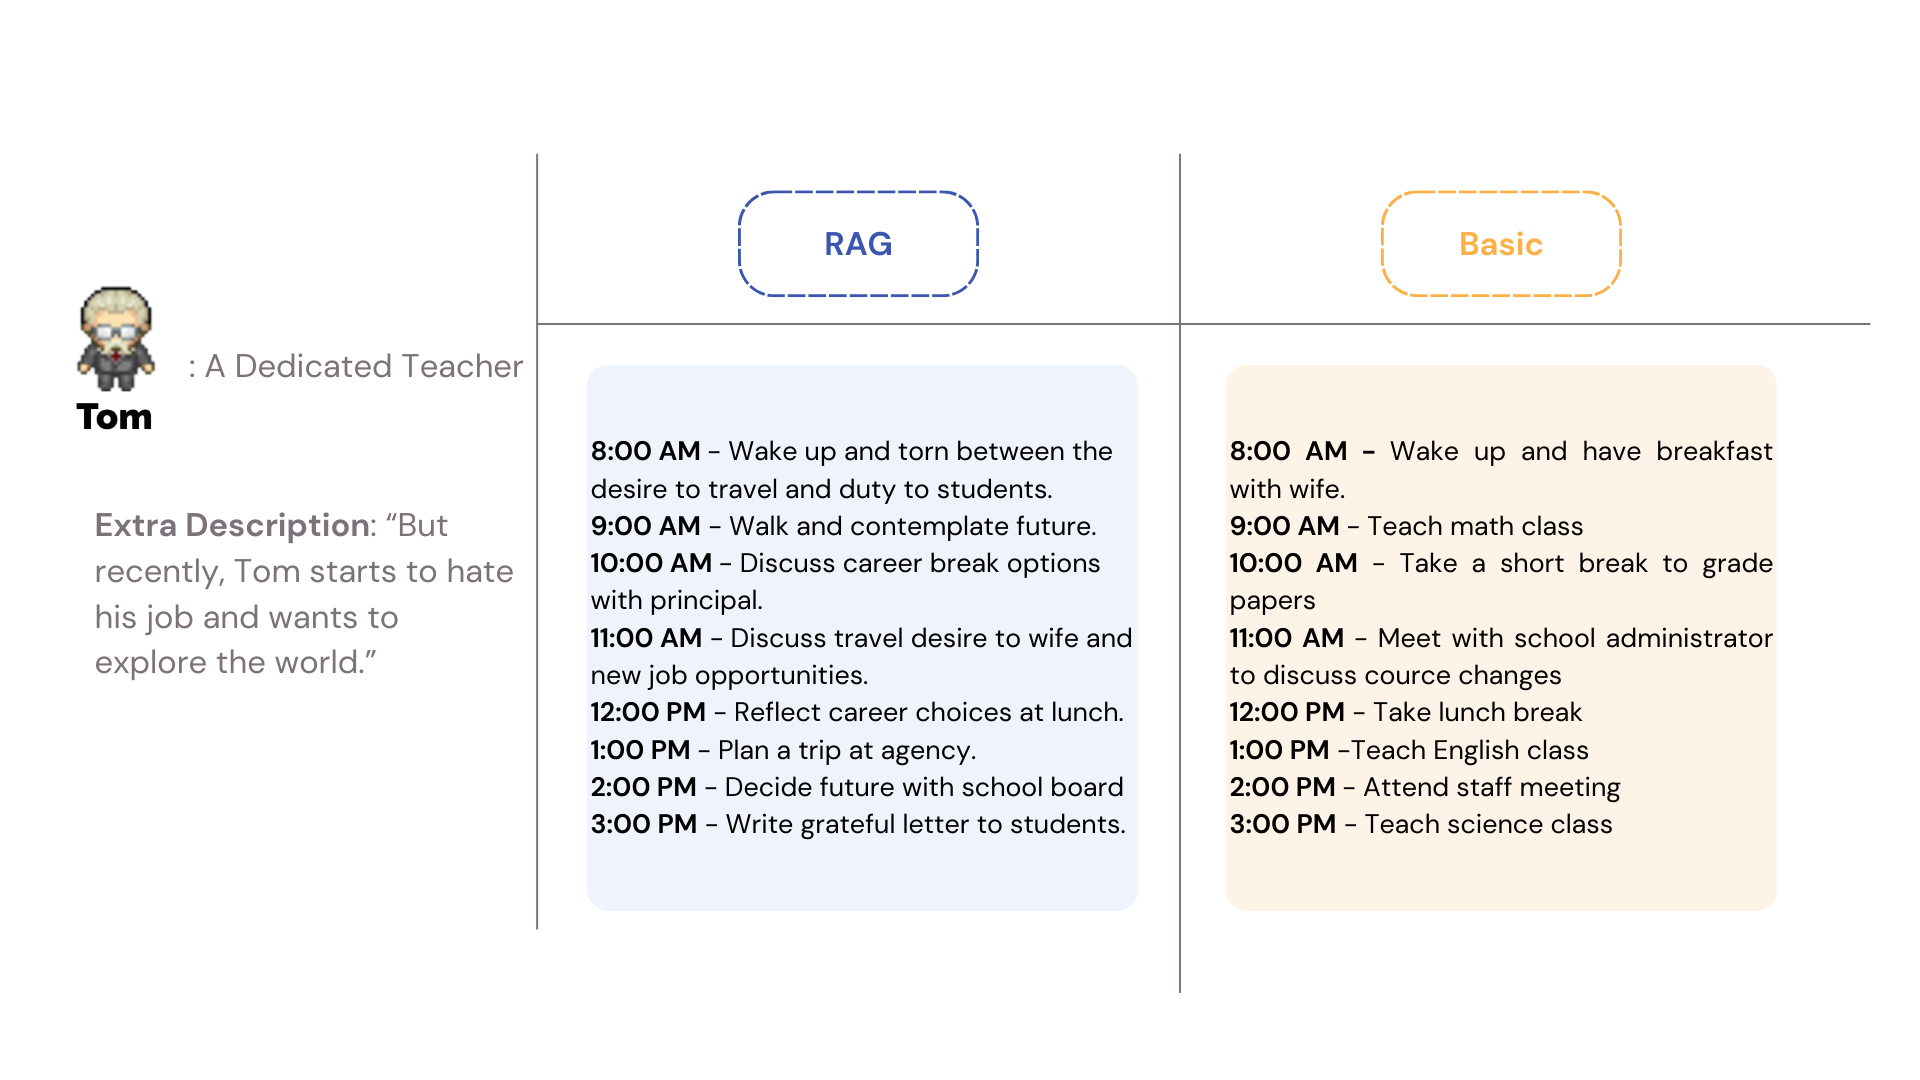 : A Dedicated Teacher
Tom
Extra Description: “But
recently, Tom starts to hate
his job and wants to
explore the world.”
RAG
8:00 AM - Wake up and torn between the
desire to travel and duty to students.
9:00 AM - Walk and contemplate future.
10:00 AM - Discuss career break options
with principal.
11:00 AM - Discuss travel desire to wife and
new job opportunities.
12:00 PM - Reflect career choices at lunch.
1:00 PM - Plan a trip at agency.
2:00 PM - Decide future with school board
3:00 PM - Write grateful letter to students.
Basic
8:00 AM - Wake up and have breakfast
with wife.
9:00 AM - Teach math class
10:00 AM - Take a short break to grade
papers
11:00 AM - Meet with school administrator
to discuss cource changes
12:00 PM - Take lunch break
1:00 PM -Teach English class
2:00 PM - Attend staff meeting
3:00 PM - Teach science class